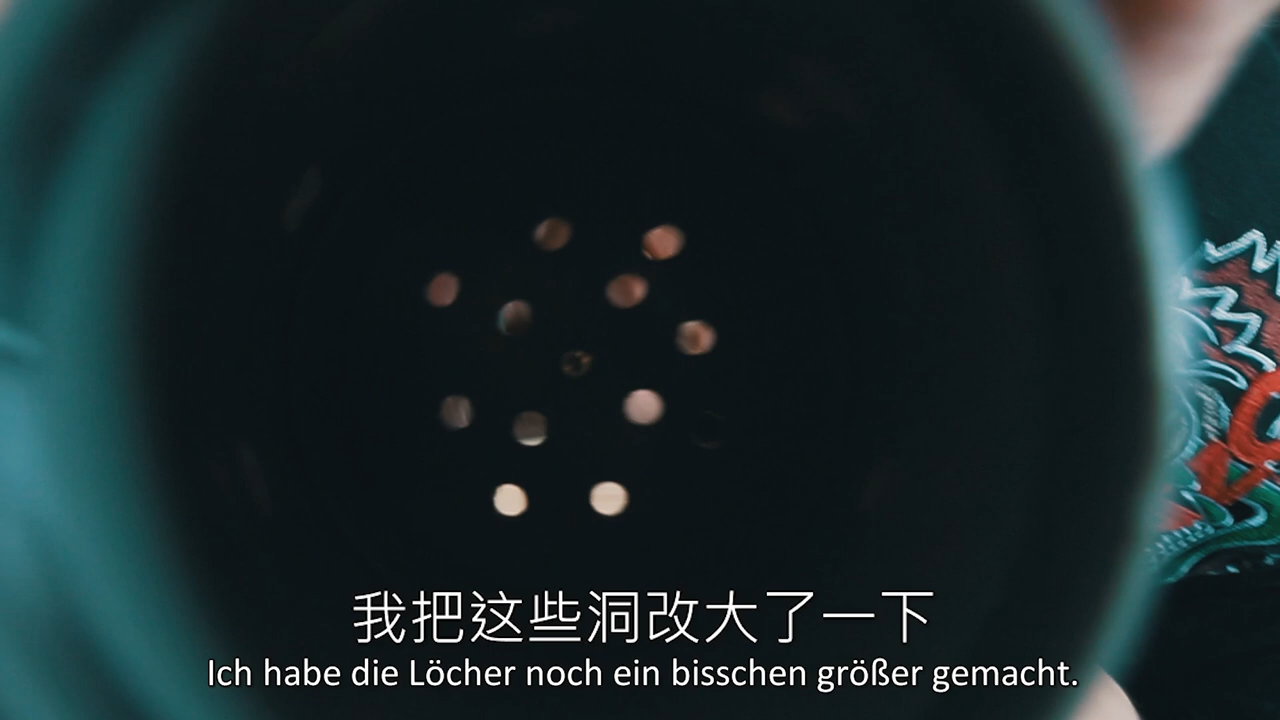 我把这些洞改大了一下
Ich habe die Löcher noch ein bisschen größer gemacht.